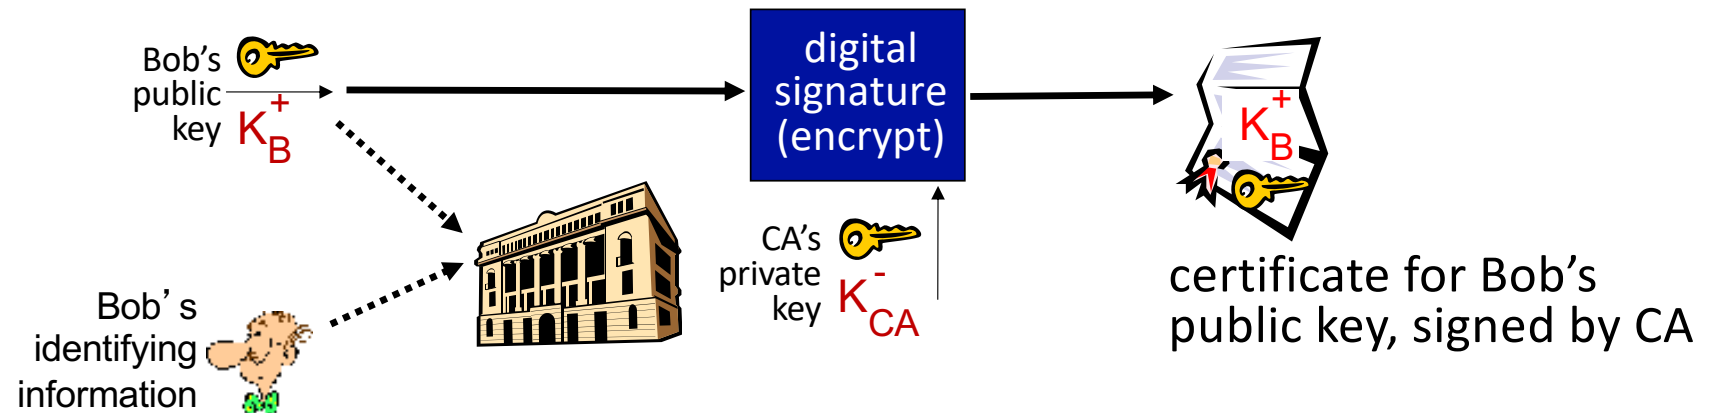 Bob’s
public
key
+
K
B
digital
signature
(encrypt)
+
K
B
CA’s
private
key
-
K
CA
Bob’ s
identifying
information
certificate for Bob’s
public key, signed by CA